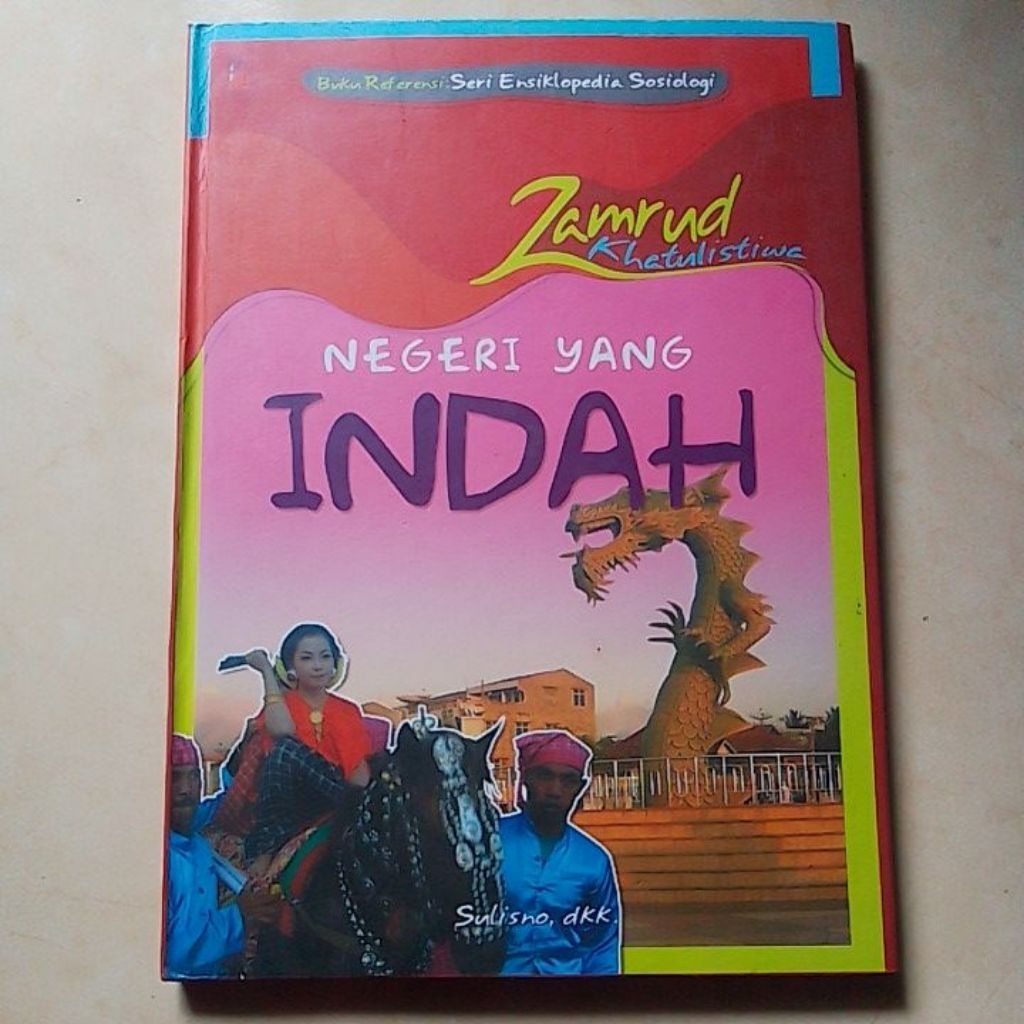 Buku Referensi: Seri Ensiklopedia Sosiologi
Zamrud
Khatulistiwa
NEGERI YANG
INDAH
Sulisno, dkk.